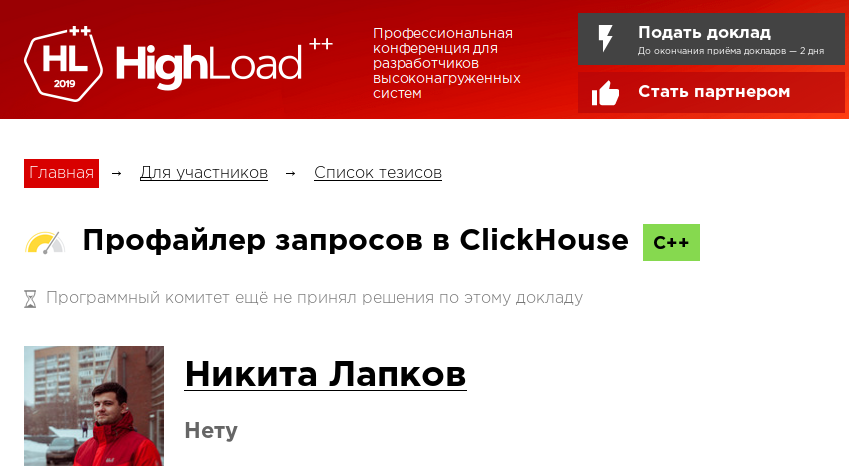 HL
2019
HighLoad ++
Профессиональная
конференция для
разработчиков
высоконагруженных
систем
Подать доклад
До окончания приёма докладов — 2 дня
Стать партнером
Главная → Для участников → Список тезисов
Профайлер запросов в ClickHouse C++
Программный комитет ещё не принял решения по этому докладу
Никита Лапков
Нету